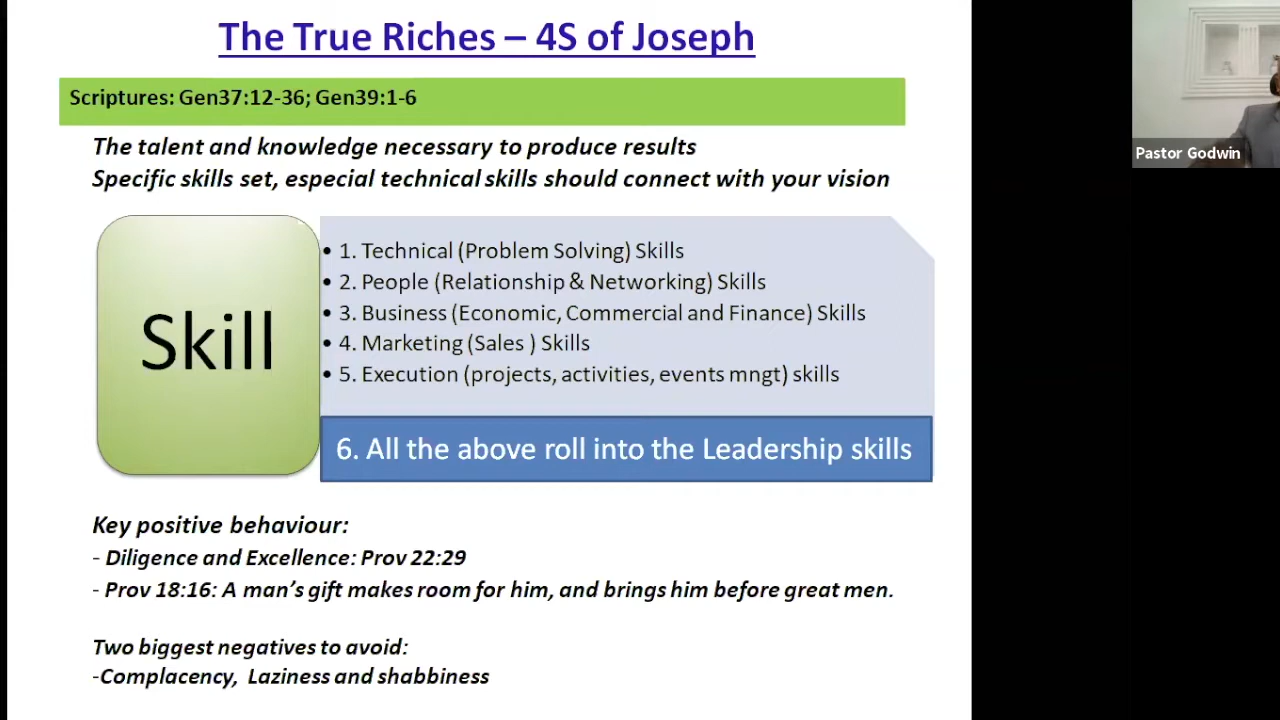 The True Riches – 4S of Joseph
Scriptures: Gen37:12-36; Gen39:1-6
The talent and knowledge necessary to produce results
Specific skills set, especial technical skills should connect with your vision
Skill
• 1. Technical (Problem Solving) Skills
• 2. People (Relationship & Networking) Skills
• 3. Business (Economic, Commercial and Finance) Skills
• 4. Marketing (Sales ) Skills
• 5. Execution (projects, activities, events mngt) skills
6. All the above roll into the Leadership skills
Key positive behaviour:
- Diligence and Excellence: Prov 22:29
- Prov 18:16: A man’s gift makes room for him, and brings him before great men.
Two biggest negatives to avoid:
-Complacency, Laziness and shabbiness
Pastor Godwin